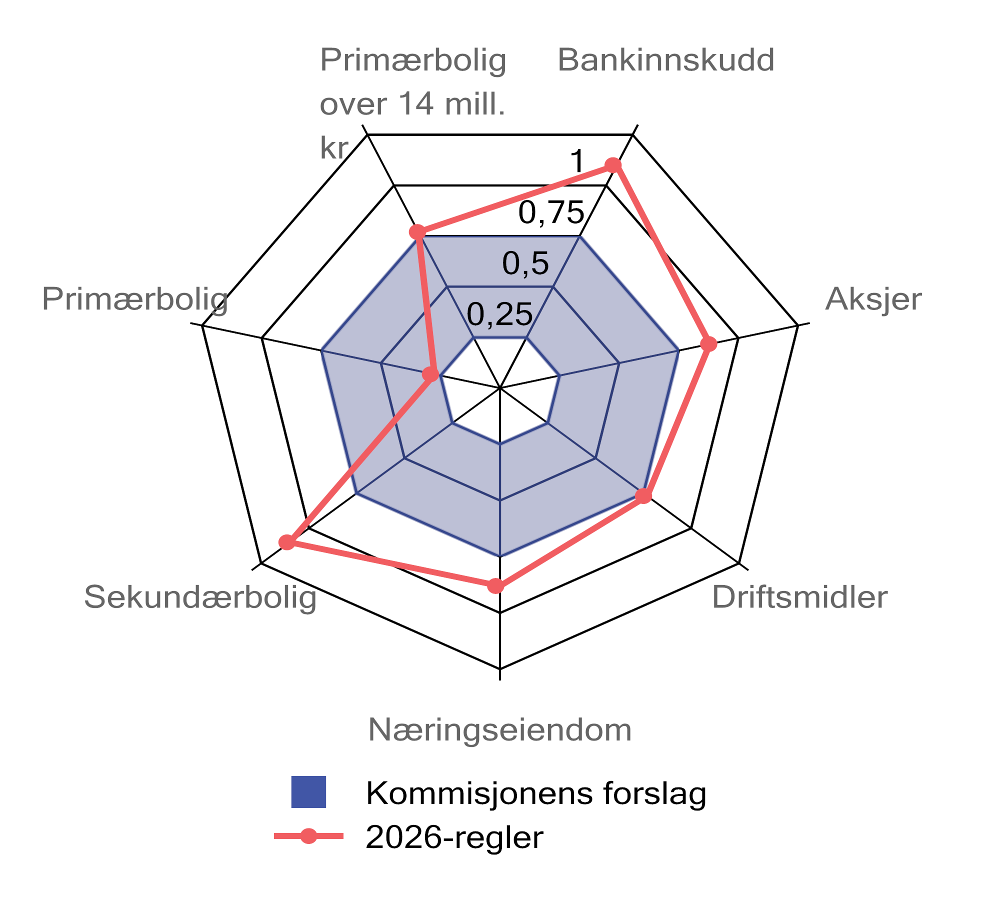 Primærbolig
over 14 mill.
kr
Bankinnskudd
1
0,75
0,5
0,25
Primærbolig
Aksjer
Sekundærbolig
Driftsmidler
Næringseiendom
Kommisjonens forslag
2026-regler